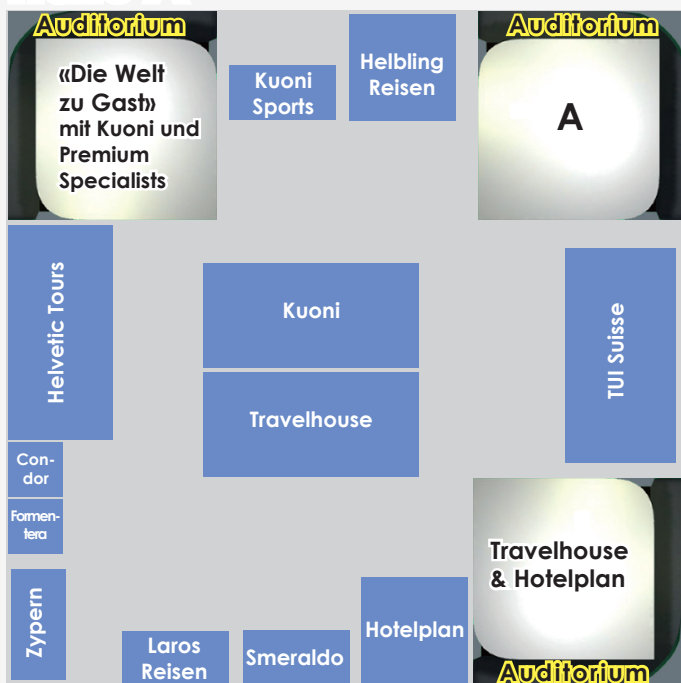 Auditorium
«Die Welt
zu Gast»
mit Kuoni und
Premium
Specialists
Kuoni
Sports
Helbling
Reisen
Auditorium
A
Helvetic Tours
Kuoni
TUI Suisse
Travelhouse
Con-
dor
Formen-
tera
Zypern
Laros
Reisen
Smeraldo
Hotelplan
Travelhouse
& Hotelplan
Auditorium